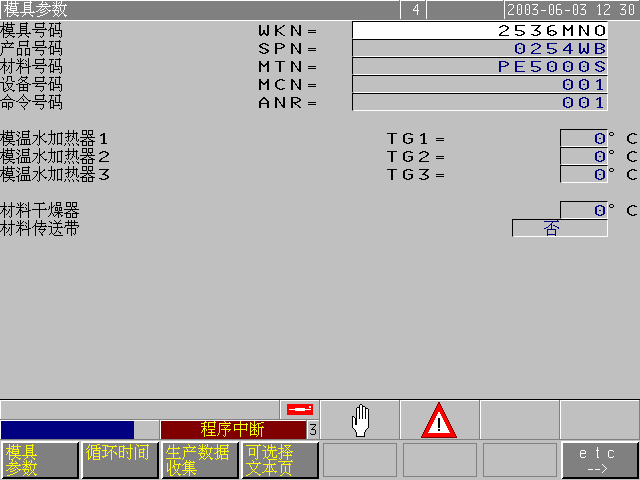 模具参数 4 2003-06-03 12 30
模具号码 WKN= 2536MNO
产品号码 SPN= 0254WB
材料号码 MTN= PE5000S
设备号码 MCN= 001
命令号码 ANR= 001
模温水加热器1 TG1= 0° C
模温水加热器2 TG2= 0° C
模温水加热器3 TG3= 0° C
材料干燥器 0° C
材料传送带 否
程序中断 3
模具
参数
循环时间
生产数据
收集
可选择
文本页
etc
-->